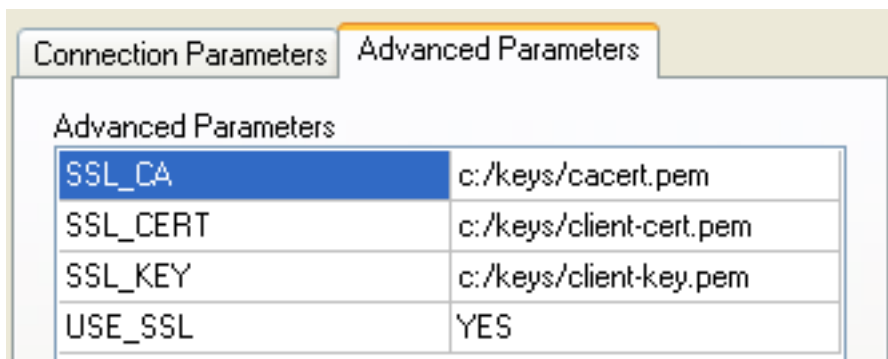 Connection Parameters Advanced Parameters
Advanced Parameters
SSL_CA c:/keys/cacert.pem
SSL_CERT c:/keys/client-cert.pem
SSL_KEY c:/keys/client-key.pem
USE_SSL YES